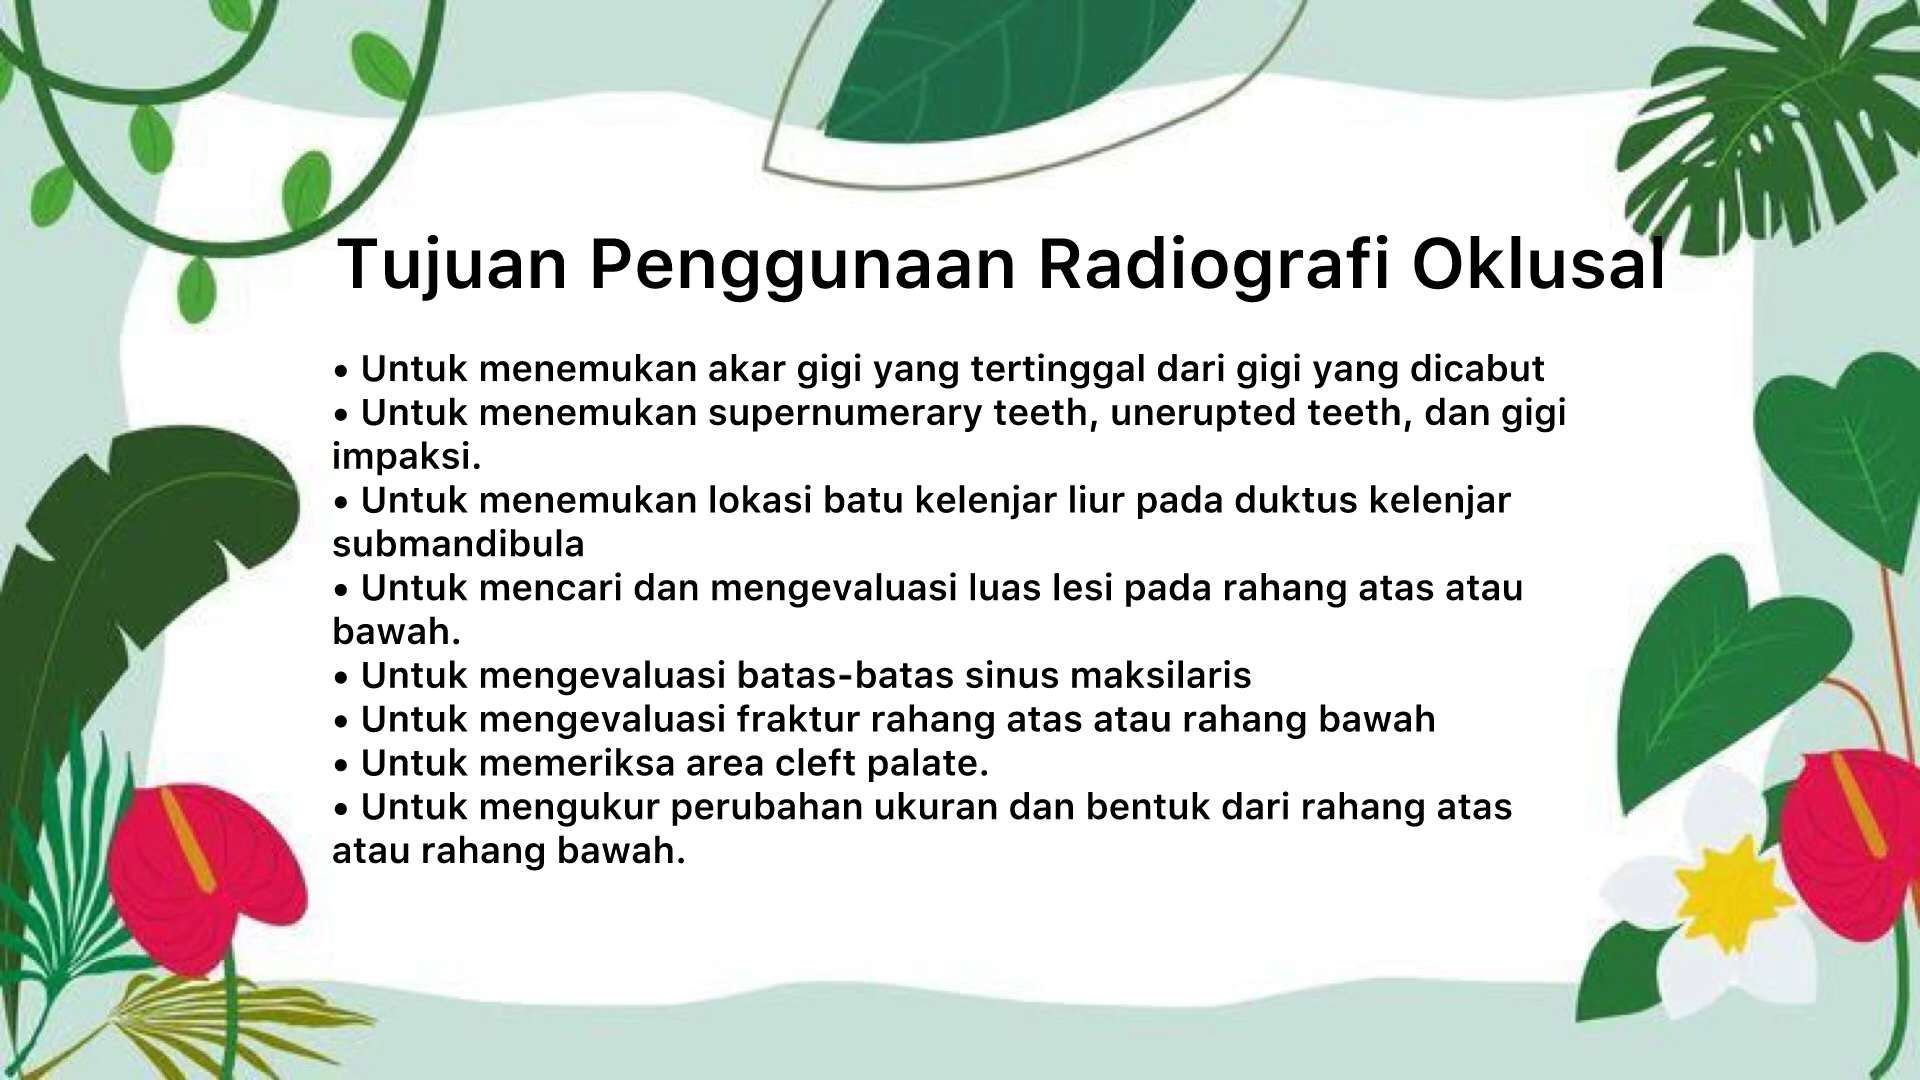 Tujuan Penggunaan Radiografi Oklusal
• Untuk menemukan akar gigi yang tertinggal dari gigi yang dicabut
• Untuk menemukan supernumerary teeth, unerupted teeth, dan gigi
impaksi.
• Untuk menemukan lokasi batu kelenjar liur pada duktus kelenjar
submandibula
• Untuk mencari dan mengevaluasi luas lesi pada rahang atas atau
bawah.
• Untuk mengevaluasi batas-batas sinus maksilaris
• Untuk mengevaluasi fraktur rahang atas atau rahang bawah
• Untuk memeriksa area cleft palate.
• Untuk mengukur perubahan ukuran dan bentuk dari rahang atas
atau rahang bawah.